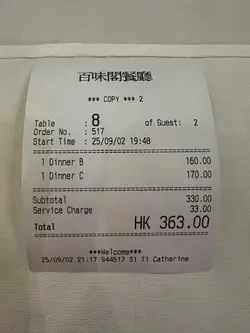 百味閣餐廳
*** COPY *** 2
Table : 8 of Guest: 2
Order No. : 517
Start Time : 25/09/02 19:48
1 Dinner B 160.00
1 Dinner C 170.00
Subtotal 330.00
Service Charge 33.00
Total HK 363.00
***Welcome***
25/09/02 21:17 944517 S1 T1 Catherine